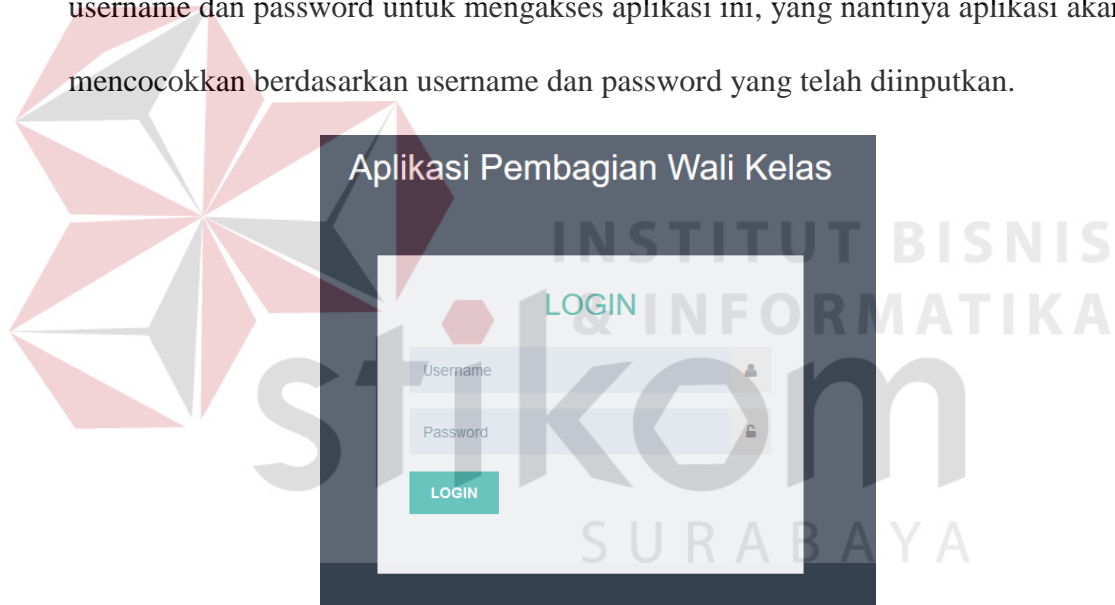 username dan password untuk mengakses aplikasi ini, yang nantinya aplikasi akan
mencocokkan berdasarkan username dan password yang telah diinputkan.
Aplikasi Pembagian Wali Kelas
INSTITUT BISNIS
& INFORMATIKA
stikom
SURABAYA
LOGIN
Username
Password
LOGIN